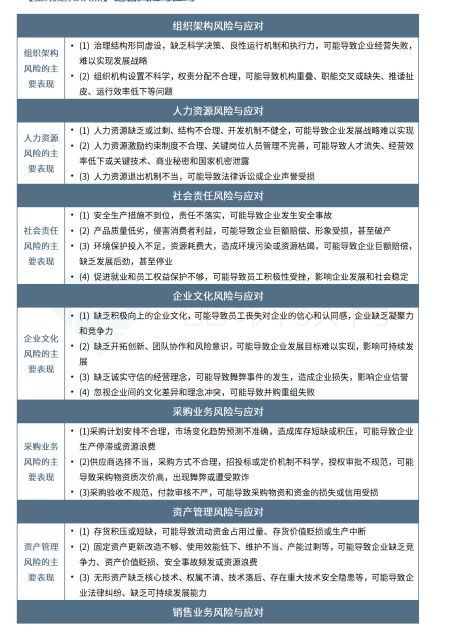 组织架构风险与应对
组织架构
风险的主
要表现
• (1) 治理结构形同虚设，缺乏科学决策、良性运行机制和执行力，可能导致企业经营失败，
难以实现发展战略
• (2) 组织机构设置不科学，权责分配不合理，可能导致机构重叠、职能交叉或缺失、推诿扯
皮、运行效率低下等问题
人力资源风险与应对
人力资源
风险的主
要表现
• (1) 人力资源缺乏或过剩、结构不合理、开发机制不健全，可能导致企业发展战略难以实现
• (2) 人力资源激励约束制度不合理、关键岗位人员管理不完善，可能导致人才流失、经营效
率低下或关键技术、商业秘密和国家机密泄露
• (3) 人力资源退出机制不当，可能导致法律诉讼或企业声誉受损
社会责任风险与应对
社会责任
风险的主
要表现
• (1) 安全生产措施不到位，责任不落实，可能导致企业发生安全事故
• (2) 产品质量低劣，侵害消费者利益，可能导致企业巨额赔偿、形象受损，甚至破产
• (3) 环境保护投入不足，资源耗费大，造成环境污染或资源枯竭，可能导致企业巨额赔偿，
缺乏发展后劲，甚至停业
• (4) 促进就业和员工权益保护不够，可能导致员工积极性受挫，影响企业发展和社会稳定
企业文化风险与应对
企业文化
风险的主
要表现
• (1) 缺乏积极向上的企业文化，可能导致员工丧失对企业的信心和认同感，企业缺乏凝聚力
和竞争力
• (2) 缺乏开拓创新、团队协作和风险意识，可能导致企业发展目标难以实现，影响可持续发
展
• (3) 缺乏诚实守信的经营理念，可能导致舞弊事件的发生，造成企业损失，影响企业信誉
• (4) 忽视企业间的文化差异和理念冲突，可能导致并购重组失败
采购业务风险与应对
采购业务
风险的主
要表现
• (1)采购计划安排不合理，市场变化趋势预测不准确，造成库存短缺或积压，可能导致企业
生产停滞或资源浪费
• (2)供应商选择不当，采购方式不合理，招投标或定价机制不科学，授权审批不规范，可能
导致采购物资质次价高，出现舞弊或遭受欺诈
• (3)采购验收不规范，付款审核不严，可能导致采购物资和资金的损失或信用受损
资产管理风险与应对
资产管理
风险的主
要表现
• (1) 存货积压或短缺，可能导致流动资金占用过量、存货价值贬损或生产中断
• (2) 固定资产更新改造不够、使用效能低下、维护不当、产能过剩等，可能导致企业缺乏竞
争力、资产价值贬损、安全事故频发或资源浪费
• (3) 无形资产缺乏核心技术、权属不清、技术落后、存在重大技术安全隐患等，可能导致企
业法律纠纷、缺乏可持续发展能力
销售业务风险与应对